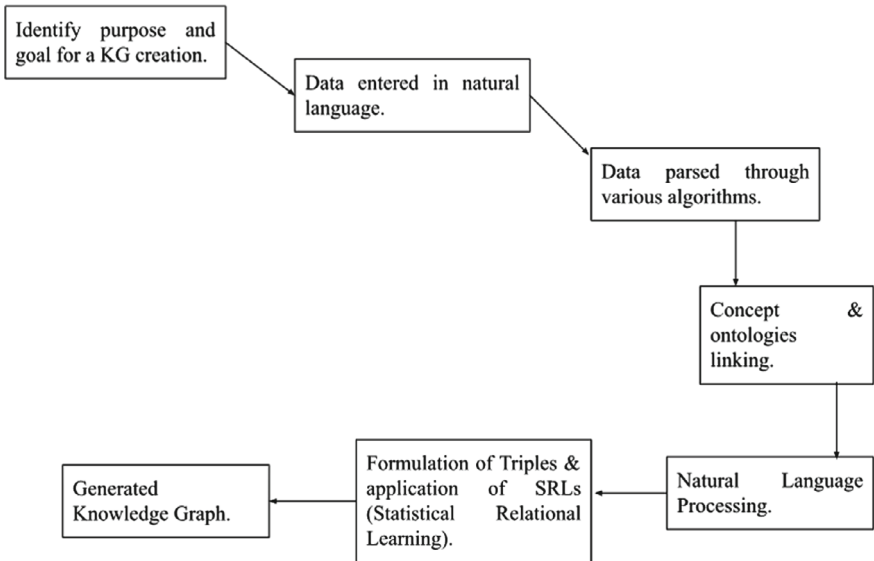 Identify purpose and
goal for a KG creation.
Data entered in natural
language.
Data parsed through
various algorithms.
Concept &
ontologies
linking.
Natural Language
Processing.
Formulation of Triples &
application of SRLs
(Statistical Relational
Learning).
Generated
Knowledge Graph.